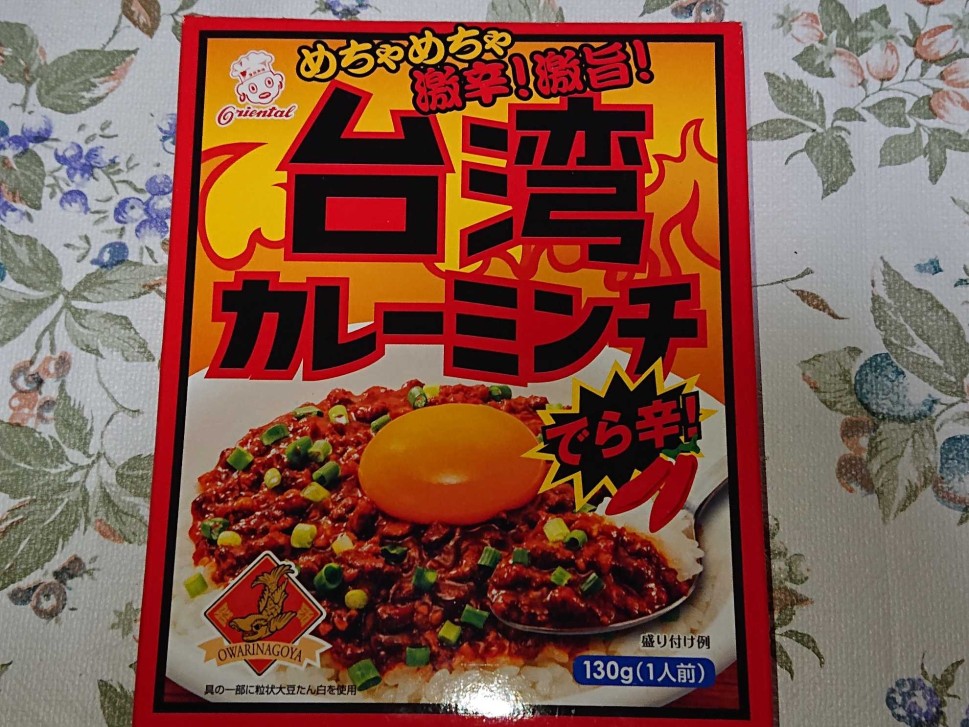 Oriental
めちゃめちゃ
激辛!激旨!
台湾
カレーミンチ
でら辛!
OWARINAGOYA
盛り付け例
130g(1人前)
具の一部に粒状大豆たん白を使用